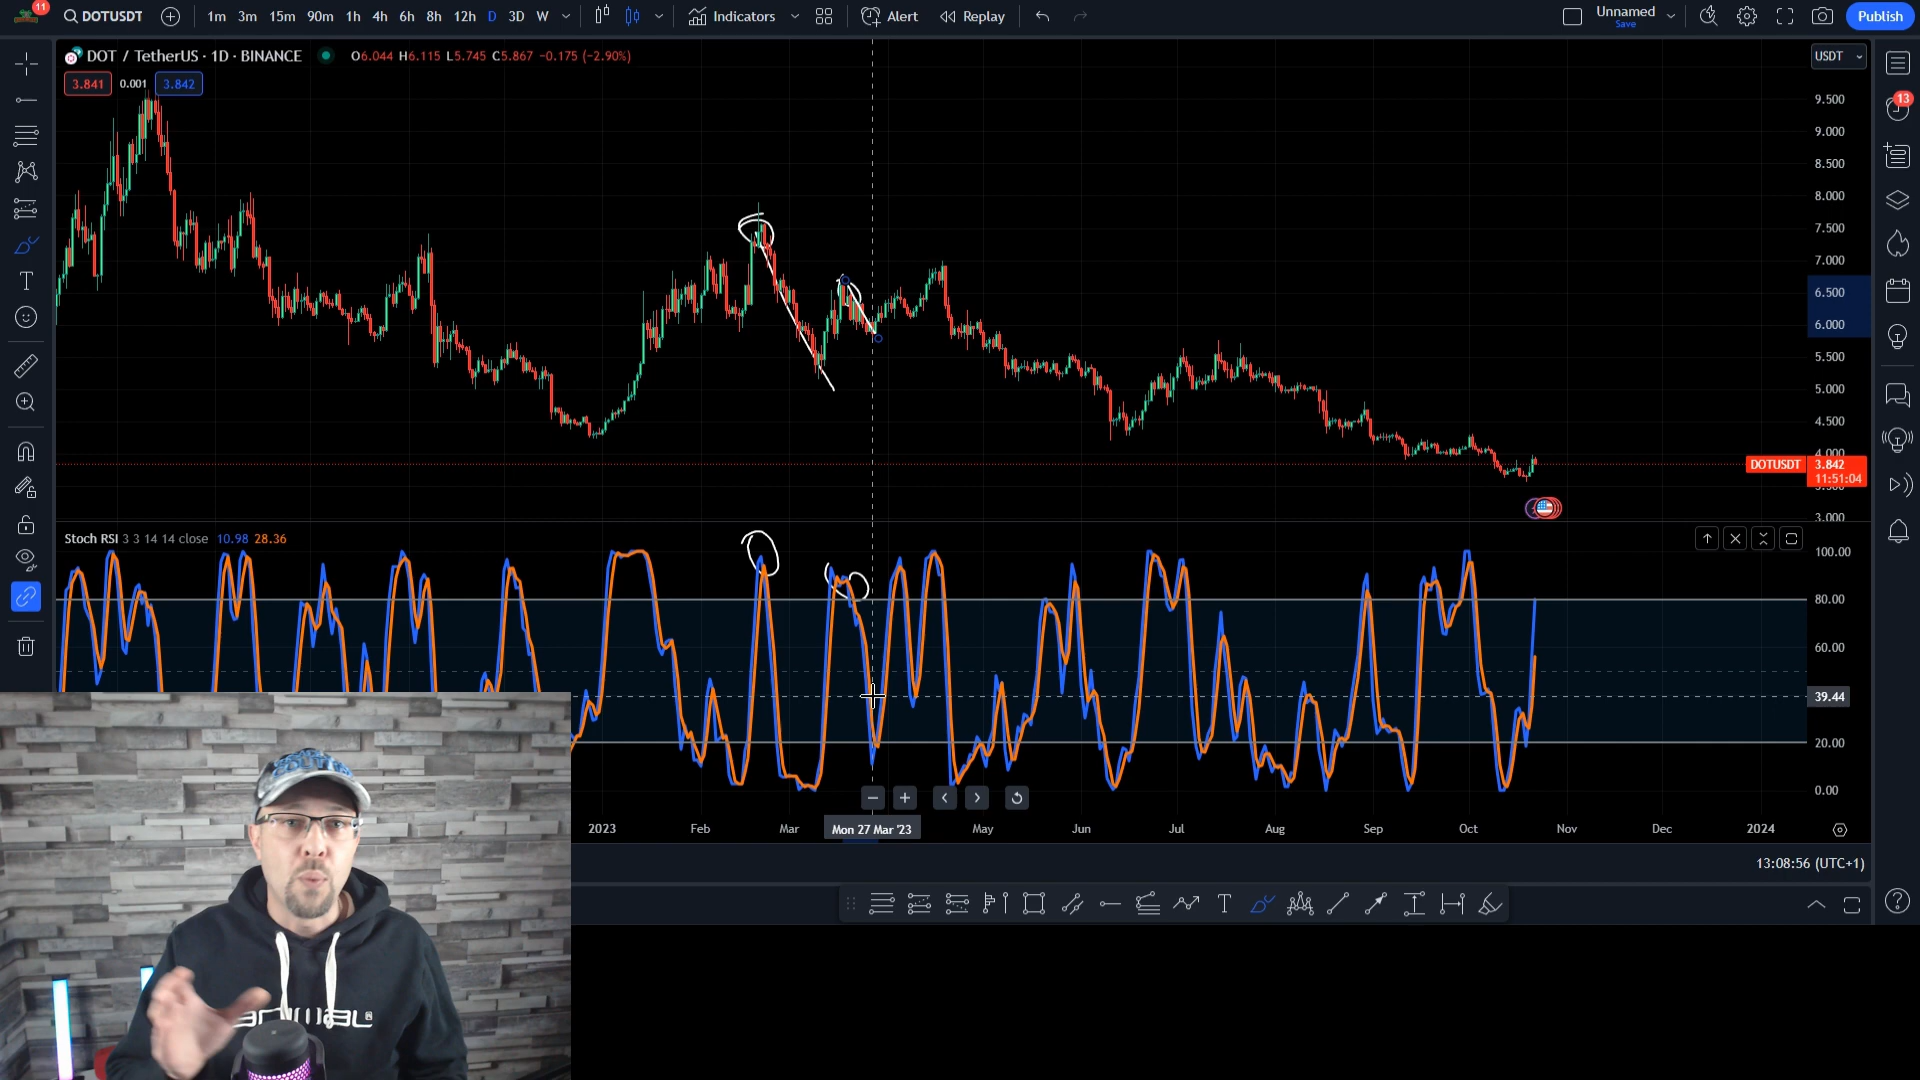 11
DOTUSDT
1m 3m 15m 90m 1h 4h 6h 8h 12h D 3D W
Indicators
Alert
Replay
Unnamed
Save
Publish
DOT / TetherUS · 1D · BINANCE
O6.044 H6.115 L5.745 C5.867 -0.175 (-2.90%)
3.841 0.001 3.842
USDT
13
9.500
9.000
8.500
8.000
7.500
7.000
6.500
6.000
5.500
5.000
4.500
4.000
DOTUSDT 3.842
11:51:04
3.500
3.000
Stoch RSI 3 3 14 14 close 10.98 28.36
100.00
80.00
60.00
39.44
20.00
0.00
2023 Feb Mar Mon 27 Mar '23 May Jun Jul Aug Sep Oct Nov Dec 2024
13:08:56 (UTC+1)